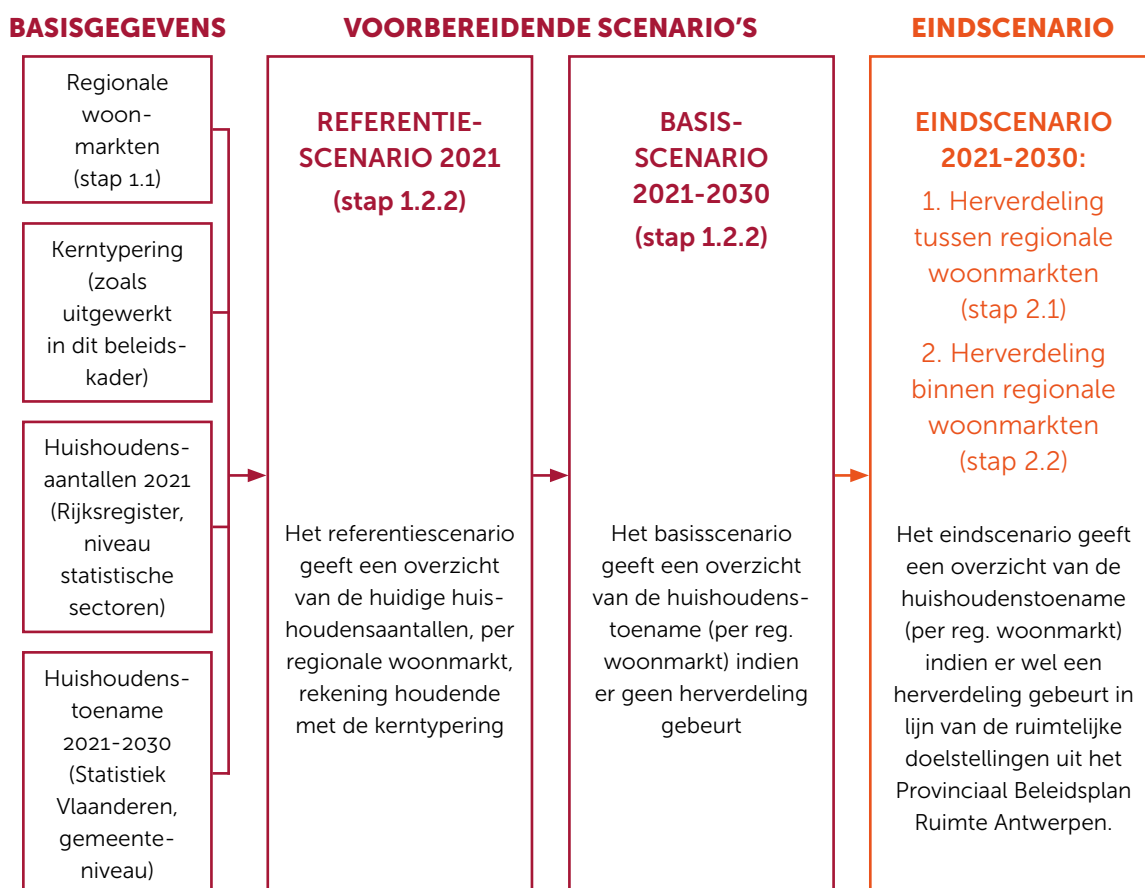 BASISGEGEVENS
Regionale
woon-
markten
(stap 1.1)
Kerntypering
(zoals
uitgewerkt
in dit beleids-
kader)
Huishoudens-
aantallen 2021
(Rijksregister,
niveau
statistische
sectoren)
Huishoudens-
toename
2021-2030
(Statistiek
Vlaanderen,
gemeente-
niveau)
VOORBEREIDENDE SCENARIO’S
REFERENTIE-
SCENARIO 2021
(stap 1.2.2)
Het referentiescenario
geeft een overzicht
van de huidige huis-
houdensaantallen, per
regionale woonmarkt,
rekening houdende
met de kerntypering
BASIS-
SCENARIO
2021-2030
(stap 1.2.2)
Het basisscenario
geeft een overzicht
van de huishoudens-
toename (per reg.
woonmarkt) indien
er geen herverdeling
gebeurt
EINDSCENARIO
EINDSCENARIO
2021-2030:
1. Herverdeling
tussen regionale
woonmarkten
(stap 2.1)
2. Herverdeling
binnen regionale
woonmarkten
(stap 2.2)
Het eindscenario geeft
een overzicht van de
huishoudenstoename
(per reg. woonmarkt)
indien er wel een
herverdeling gebeurt in
lijn van de ruimtelijke
doelstellingen uit het
Provinciaal Beleidsplan
Ruimte Antwerpen.